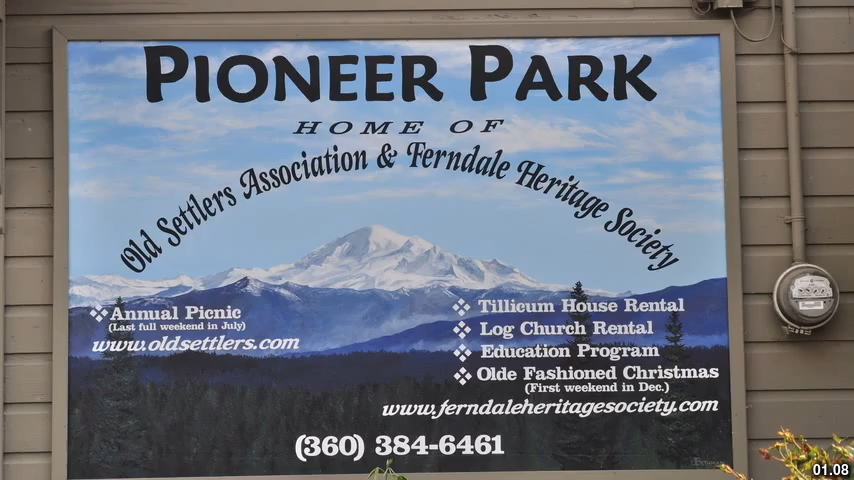 PIONEER PARK
HOME OF
Old Settlers Association & Ferndale Heritage Society
Annual Picnic
(Last full weekend in July)
www.oldsettlers.com
Tillicum House Rental
Log Church Rental
Education Program
Olde Fashioned Christmas
(First weekend in Dec.)
www.ferndaleheritagesociety.com
(360) 384-6461
01.08